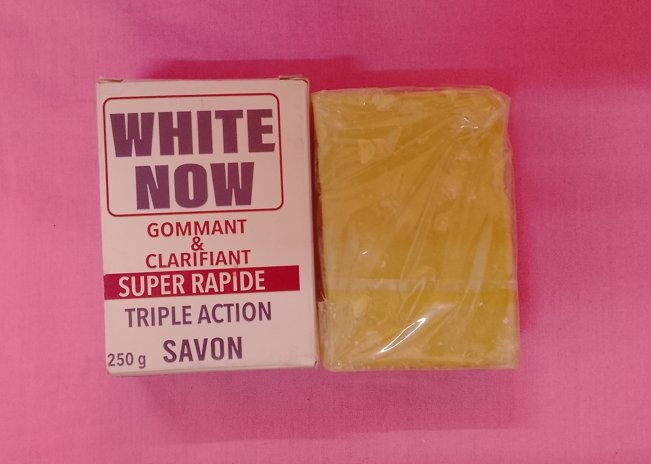 WHITE
NOW
GOMMANT
&
CLARIFIANT
SUPER RAPIDE
TRIPLE ACTION
250 g SAVON